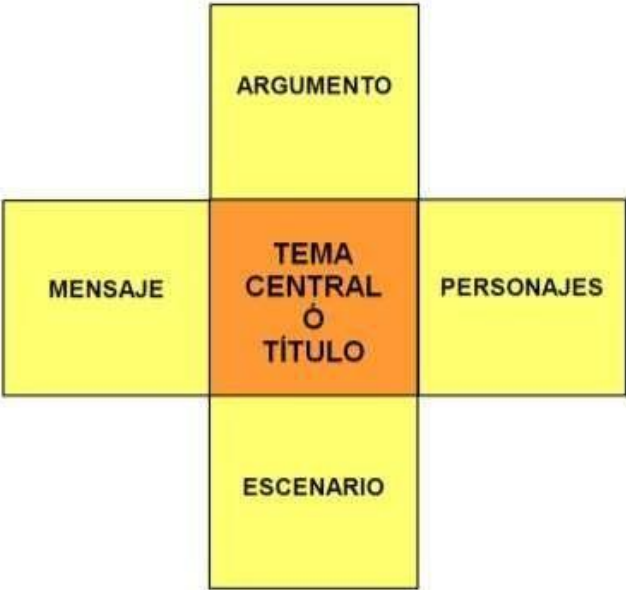 ARGUMENTO
MENSAJE
TEMA
CENTRAL
Ó
TÍTULO
PERSONAJES
ESCENARIO